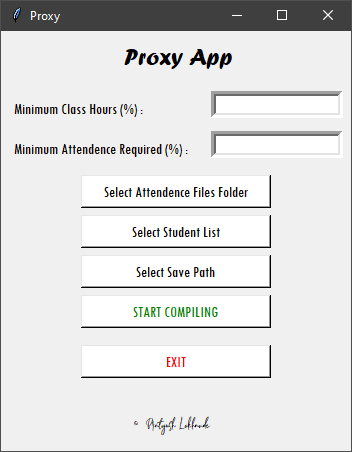 Proxy
Proxy App
Minimum Class Hours (%) :
Minimum Attendence Required (%) :
Select Attendence Files Folder
Select Student List
Select Save Path
START COMPILING
EXIT
© Pratyush Lokhande